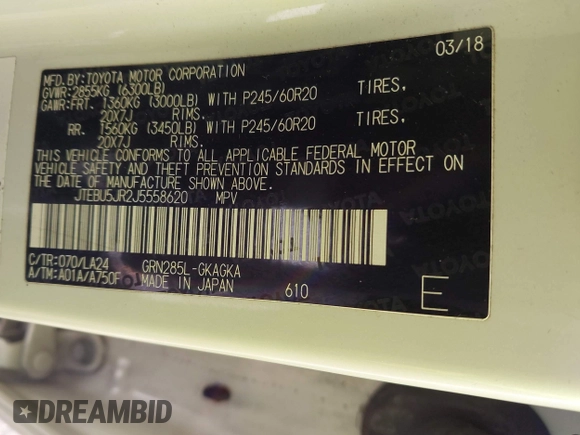 MFD. BY: TOYOTA MOTOR CORPORATION 03/18
GVWR: 2855KG (6300LB)
GAWR: FRT. 1360KG (3000LB) WITH P245/60R20 TIRES,
20X7J RIMS.
RR. 1560KG (3450LB) WITH P245/60R20 TIRES,
20X7J RIMS.
THIS VEHICLE CONFORMS TO ALL APPLICABLE FEDERAL MOTOR
VEHICLE SAFETY AND THEFT PREVENTION STANDARDS IN EFFECT ON
THE DATE OF MANUFACTURE SHOWN ABOVE.
JTEBU5JR2J5558620 MPV
C/TR: 070/LA24 GRN285L-GKAGKA
A/TM: A01A/A750F MADE IN JAPAN 610 E
DREAMBID